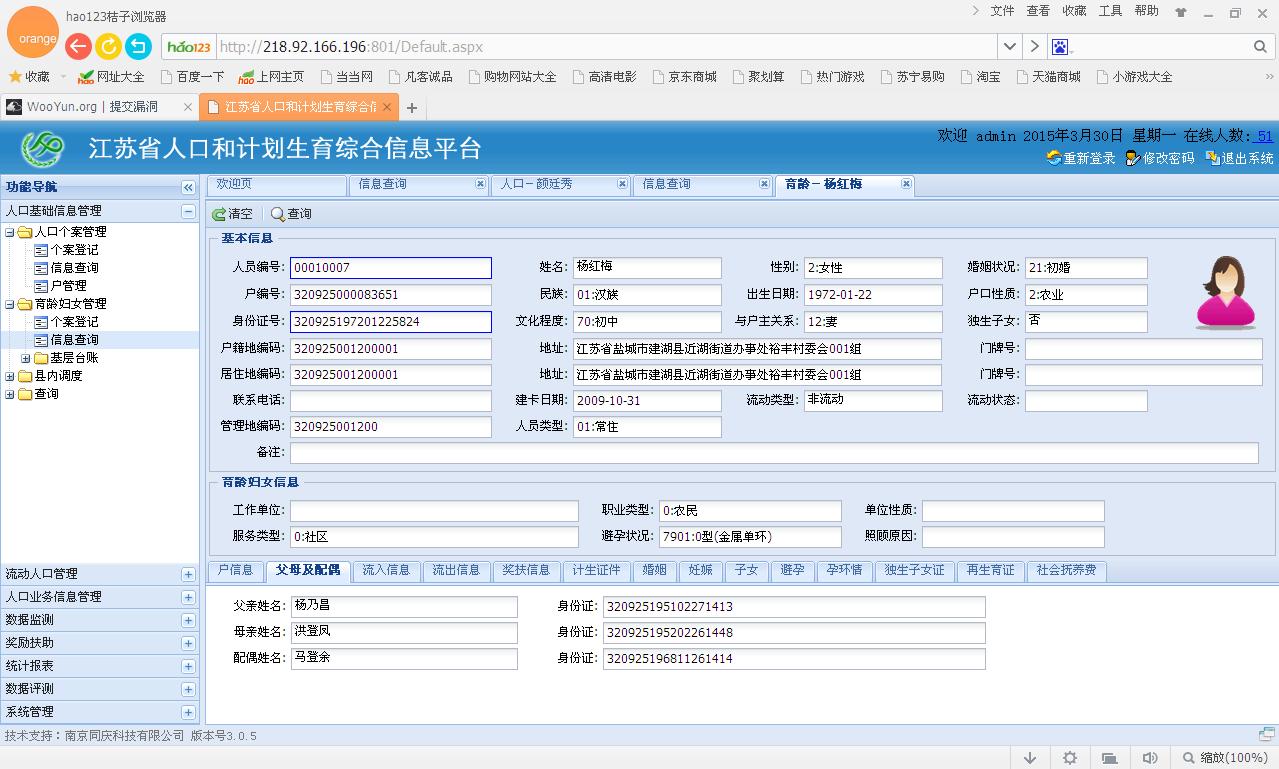 hao123桔子浏览器
文件 查看 收藏 工具 帮助
orange
hao123 http://218.92.166.196:801/Default.aspx
收藏 网址大全 百度一下 上网主页 当当网 凡客诚品 购物网站大全 高清电影 京东商城 聚划算 热门游戏 苏宁易购 淘宝 天猫商城 小游戏大全
WooYun.org | 提交漏洞 江苏省人口和计划生育综合信
江苏省人口和计划生育综合信息平台
欢迎 admin 2015年3月30日 星期一 在线人数: 51
重新登录 修改密码 退出系统
功能导航
欢迎页 信息查询 人口－颜廷秀 信息查询 育龄－杨红梅
人口基础信息管理
清空 查询
人口个案管理
个案登记
信息查询
户管理
育龄妇女管理
个案登记
信息查询
基层台账
县内调度
查询
流动人口管理
人口业务信息管理
数据监测
奖励扶助
统计报表
数据评测
系统管理
基本信息
人员编号: 00010007 姓名: 杨红梅 性别: 2:女性 婚姻状况: 21:初婚
户编号: 320925000083651 民族: 01:汉族 出生日期: 1972-01-22 户口性质: 2:农业
身份证号: 320925197201225824 文化程度: 70:初中 与户主关系: 12:妻 独生子女: 否
户籍地编码: 320925001200001 地址: 江苏省盐城市建湖县近湖街道办事处裕丰村委会001组 门牌号:
居住地编码: 320925001200001 地址: 江苏省盐城市建湖县近湖街道办事处裕丰村委会001组 门牌号:
联系电话: 建卡日期: 2009-10-31 流动类型: 非流动 流动状态:
管理地编码: 320925001200 人员类型: 01:常住
备注:
育龄妇女信息
工作单位: 职业类型: 0:农民 单位性质:
服务类型: 0:社区 避孕状况: 7901:0型(金属单环) 照顾原因:
户信息 父母及配偶 流入信息 流出信息 奖扶信息 计生证件 婚姻 妊娠 子女 避孕 孕环情 独生子女证 再生育证 社会抚养费
父亲姓名: 杨乃昌 身份证: 320925195102271413
母亲姓名: 洪登凤 身份证: 320925195202261448
配偶姓名: 马登余 身份证: 320925196811261414
技术支持：南京同庆科技有限公司 版本号3.0.5
缩放(100%)